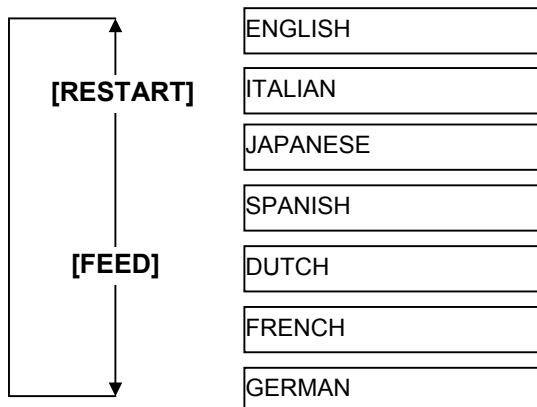 ENGLISH
[RESTART]
ITALIAN
JAPANESE
SPANISH
[FEED]
DUTCH
FRENCH
GERMAN